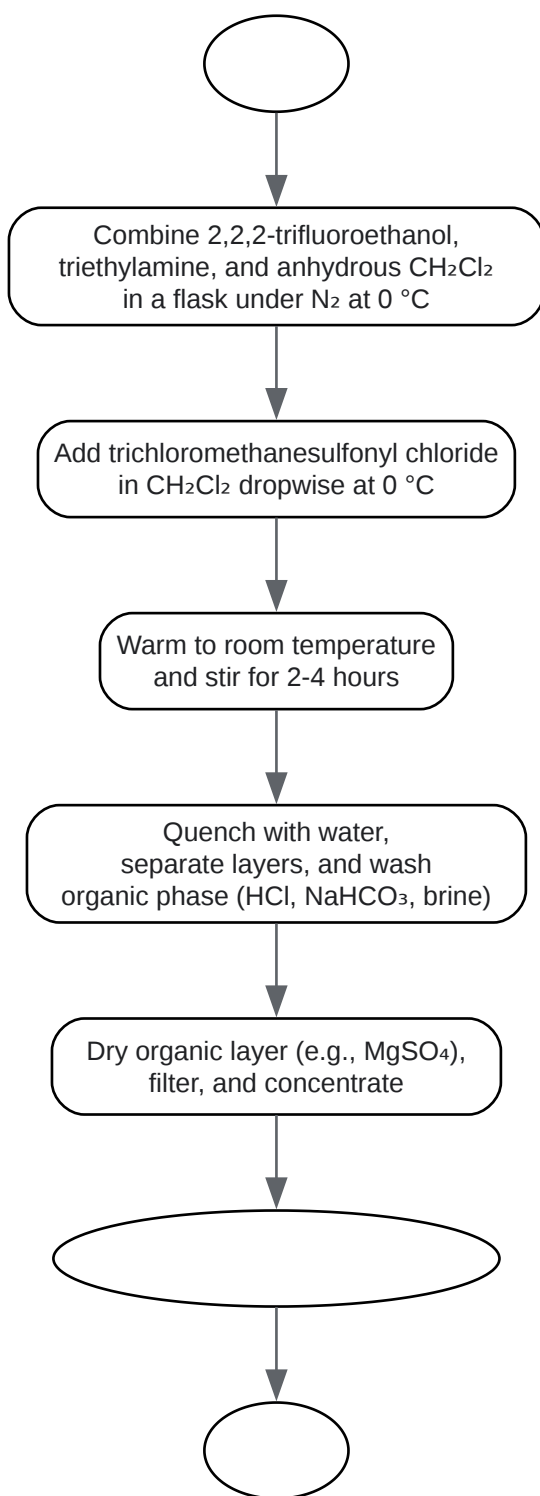 Combine 2,2,2-trifluoroethanol,
triethylamine, and anhydrous CH₂Cl₂
in a flask under N₂ at 0 °C
Add trichloromethanesulfonyl chloride
in CH₂Cl₂ dropwise at 0 °C
Warm to room temperature
and stir for 2-4 hours
Quench with water,
separate layers, and wash
organic phase (HCl, NaHCO₃, brine)
Dry organic layer (e.g., MgSO₄),
filter, and concentrate